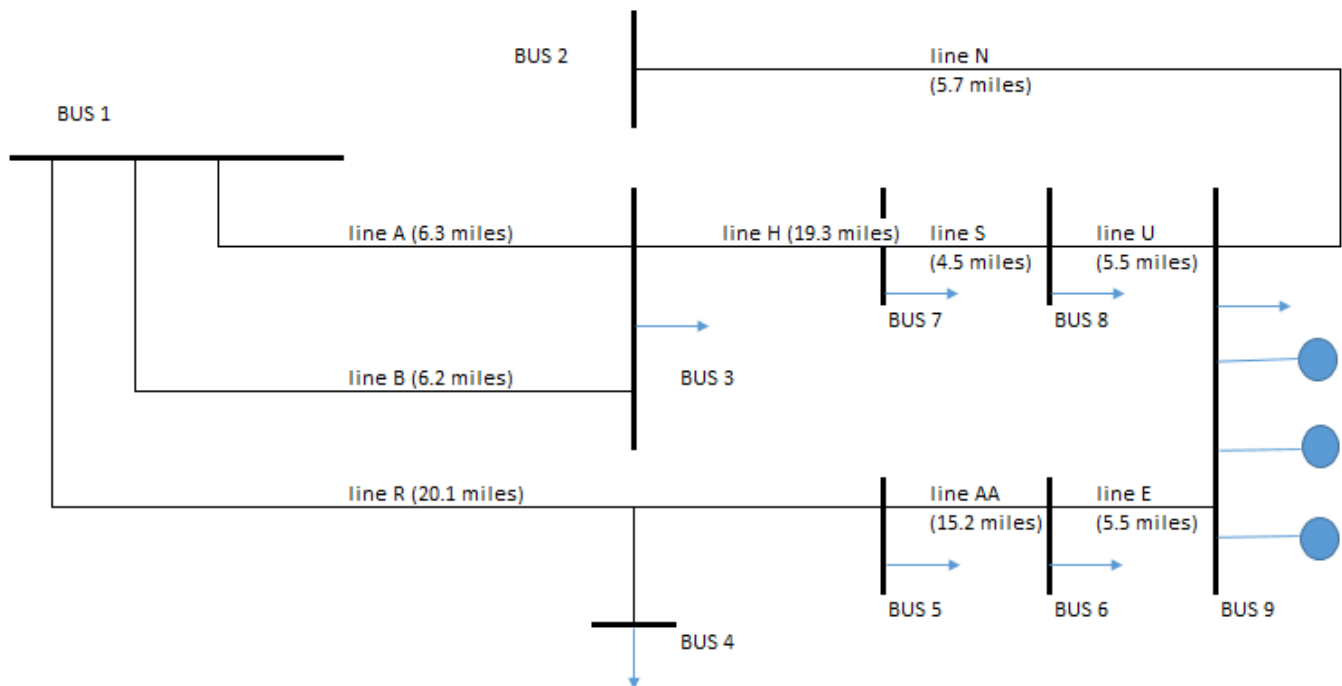 BUS 2
line N
(5.7 miles)
BUS 1
line A (6.3 miles)
line H (19.3 miles)
line S
(4.5 miles)
line U
(5.5 miles)
BUS 7
BUS 8
line B (6.2 miles)
BUS 3
line R (20.1 miles)
line AA
(15.2 miles)
line E
(5.5 miles)
BUS 5
BUS 6
BUS 9
BUS 4